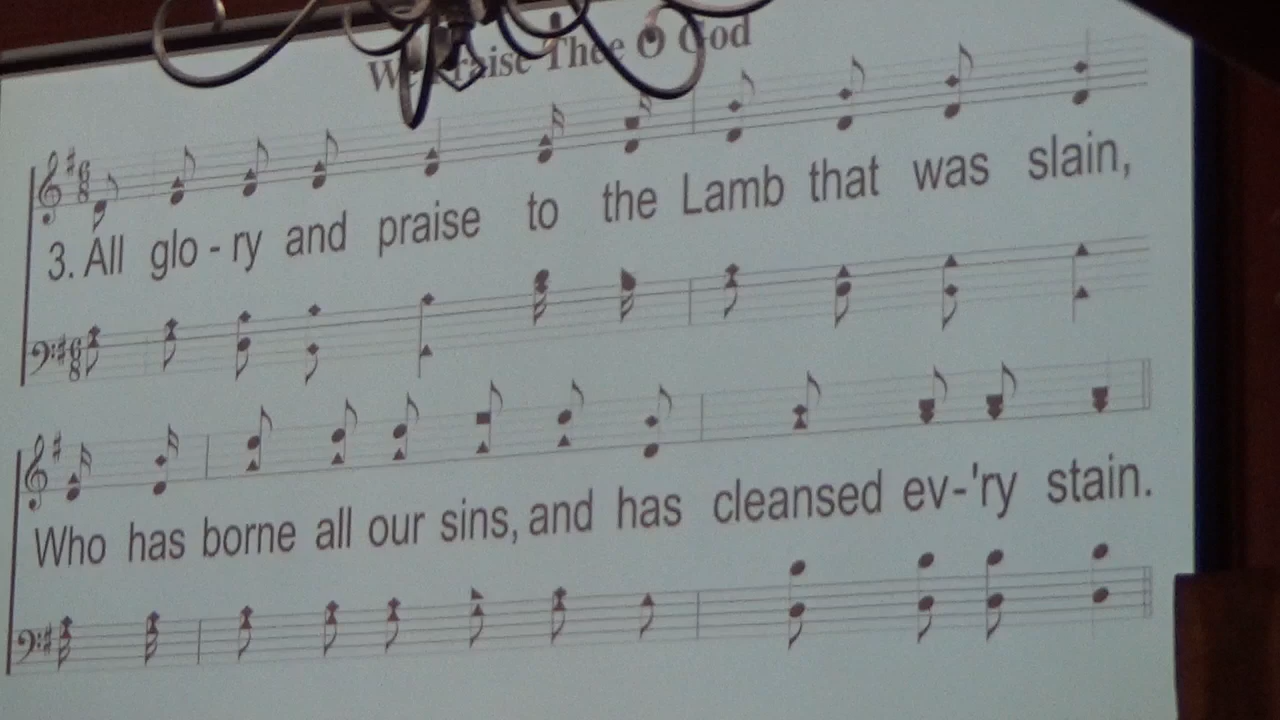 We Praise Thee O God
3. All glo - ry and praise to the Lamb that was slain,
Who has borne all our sins, and has cleansed ev-'ry stain.